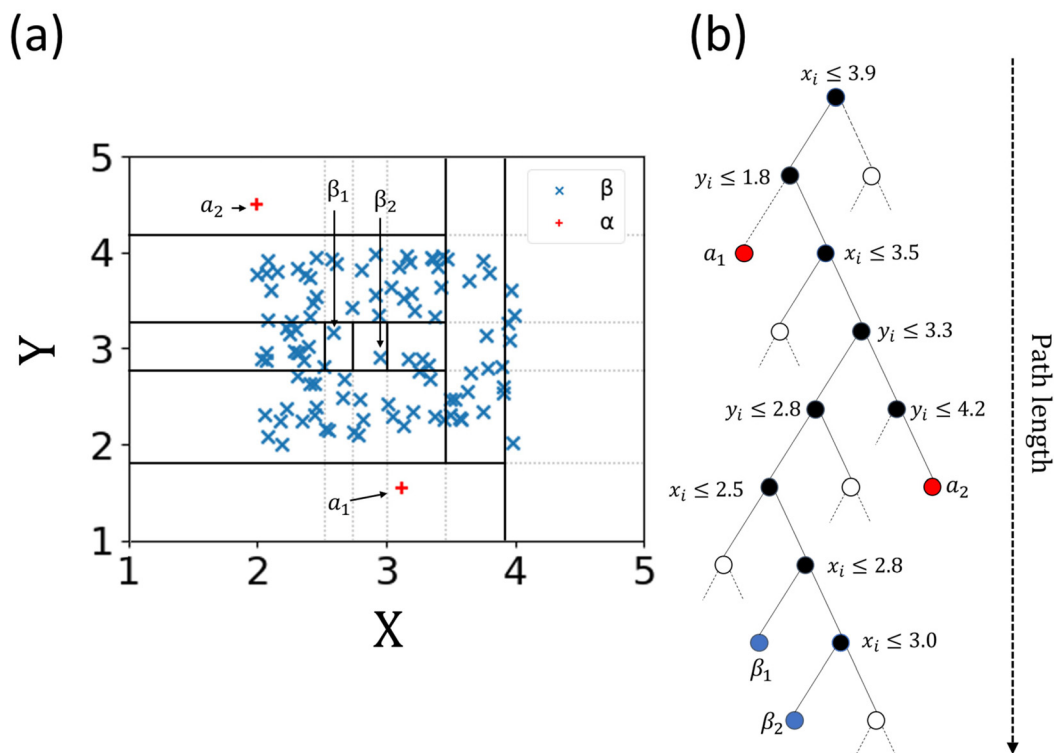 (a)
5
4
3
2
1
Y
1
2
3
4
5
X
β
α
a₂
β₁
β₂
a₁
(b)
xᵢ ≤ 3.9
yᵢ ≤ 1.8
a₁
xᵢ ≤ 3.5
yᵢ ≤ 3.3
yᵢ ≤ 2.8
yᵢ ≤ 4.2
xᵢ ≤ 2.5
a₂
xᵢ ≤ 2.8
β₁
xᵢ ≤ 3.0
β₂
Path length